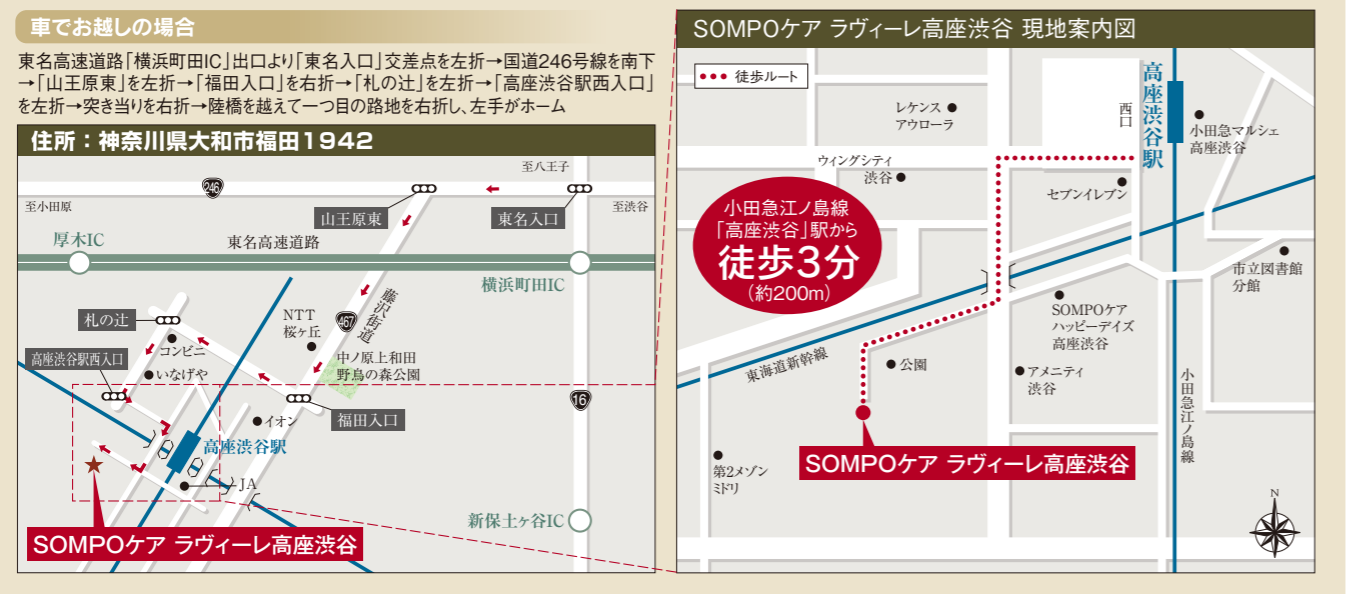 車でお越しの場合
東名高速道路「横浜町田IC」出口より「東名入口」交差点を左折→国道246号線を南下
→「山王原東」を左折→「福田入口」を右折→「札の辻」を左折→「高座渋谷駅西入口」
を左折→突き当りを右折→陸橋を越えて一つ目の路地を右折し、左手がホーム
住所：神奈川県大和市福田1942
至八王子
246
至小田原
山王原東
東名入口
至渋谷
厚木IC
東名高速道路
横浜町田IC
藤沢街道
467
札の辻
NTT
桜ヶ丘
コンビニ
高座渋谷駅西入口
いなげや
中ノ原上和田
野鳥の森公園
16
イオン
福田入口
高座渋谷駅
JA
新保土ヶ谷IC
SOMPOケア ラヴィーレ高座渋谷
SOMPOケア ラヴィーレ高座渋谷 現地案内図
徒歩ルート
高座渋谷駅
西口
レケンス
アウローラ
小田急マルシェ
高座渋谷
ウィングシティ
渋谷
セブンイレブン
小田急江ノ島線
「高座渋谷」駅から
徒歩3分
（約200m）
市立図書館
分館
SOMPOケア
ハッピーデイズ
高座渋谷
東海道新幹線
公園
アメニティ
渋谷
小田急江ノ島線
SOMPOケア ラヴィーレ高座渋谷
第2メゾン
ミドリ
N